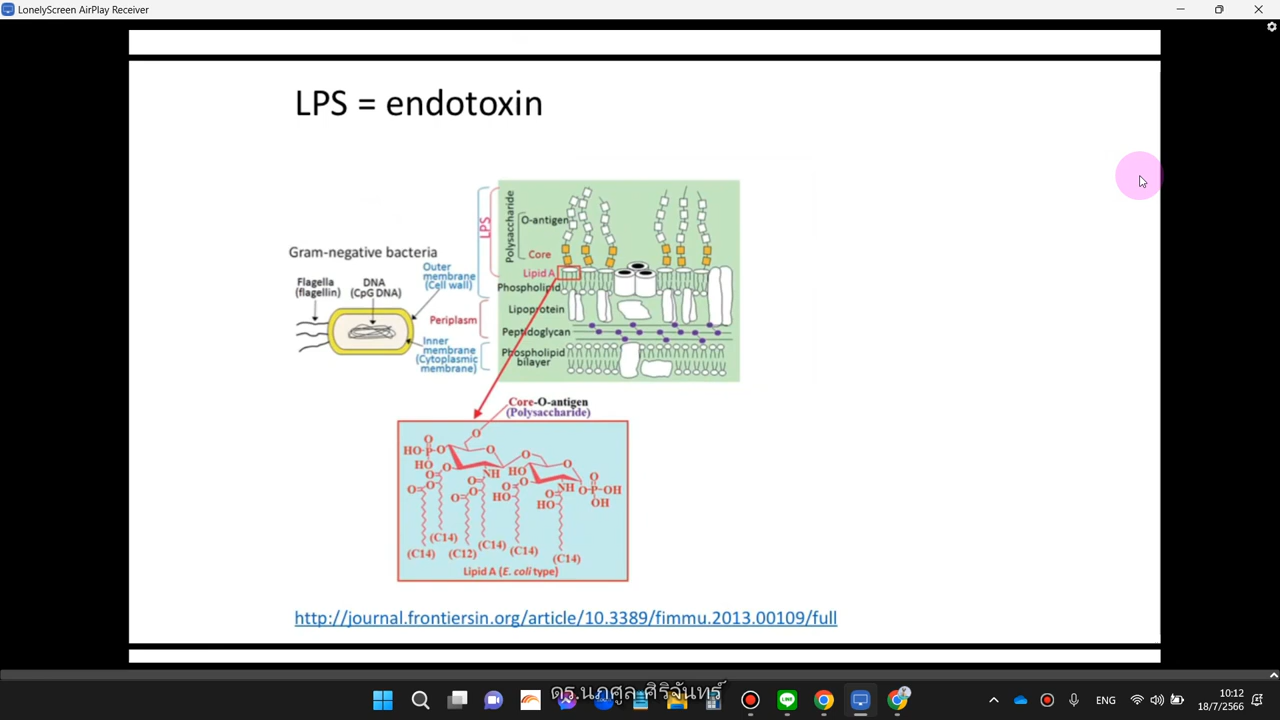 LonelyScreen AirPlay Receiver
LPS = endotoxin
Gram-negative bacteria
Flagella
(flagellin)
DNA
(CpG DNA)
Outer
membrane
(Cell wall)
Periplasm
Inner
membrane
(Cytoplasmic
membrane)
LPS
Polysaccharide
O-antigen
Core
Lipid A
Phospholipid
Lipoprotein
Peptidoglycan
Phospholipid
bilayer
Core-O-antigen
(Polysaccharide)
O
O
HO-P-O
HO
O
O
O
O
NH
HO
O
O
O
O
O
O
HO
NH
O
HO
O
O-P-OH
OH
(C14)
(C14)
(C12)
(C14)
(C14)
(C14)
Lipid A (E. coli type)
http://journal.frontiersin.org/article/10.3389/fimmu.2013.00109/full
ดร.นภศูล ศิริจันทร์
ENG
10:12
18/7/2566